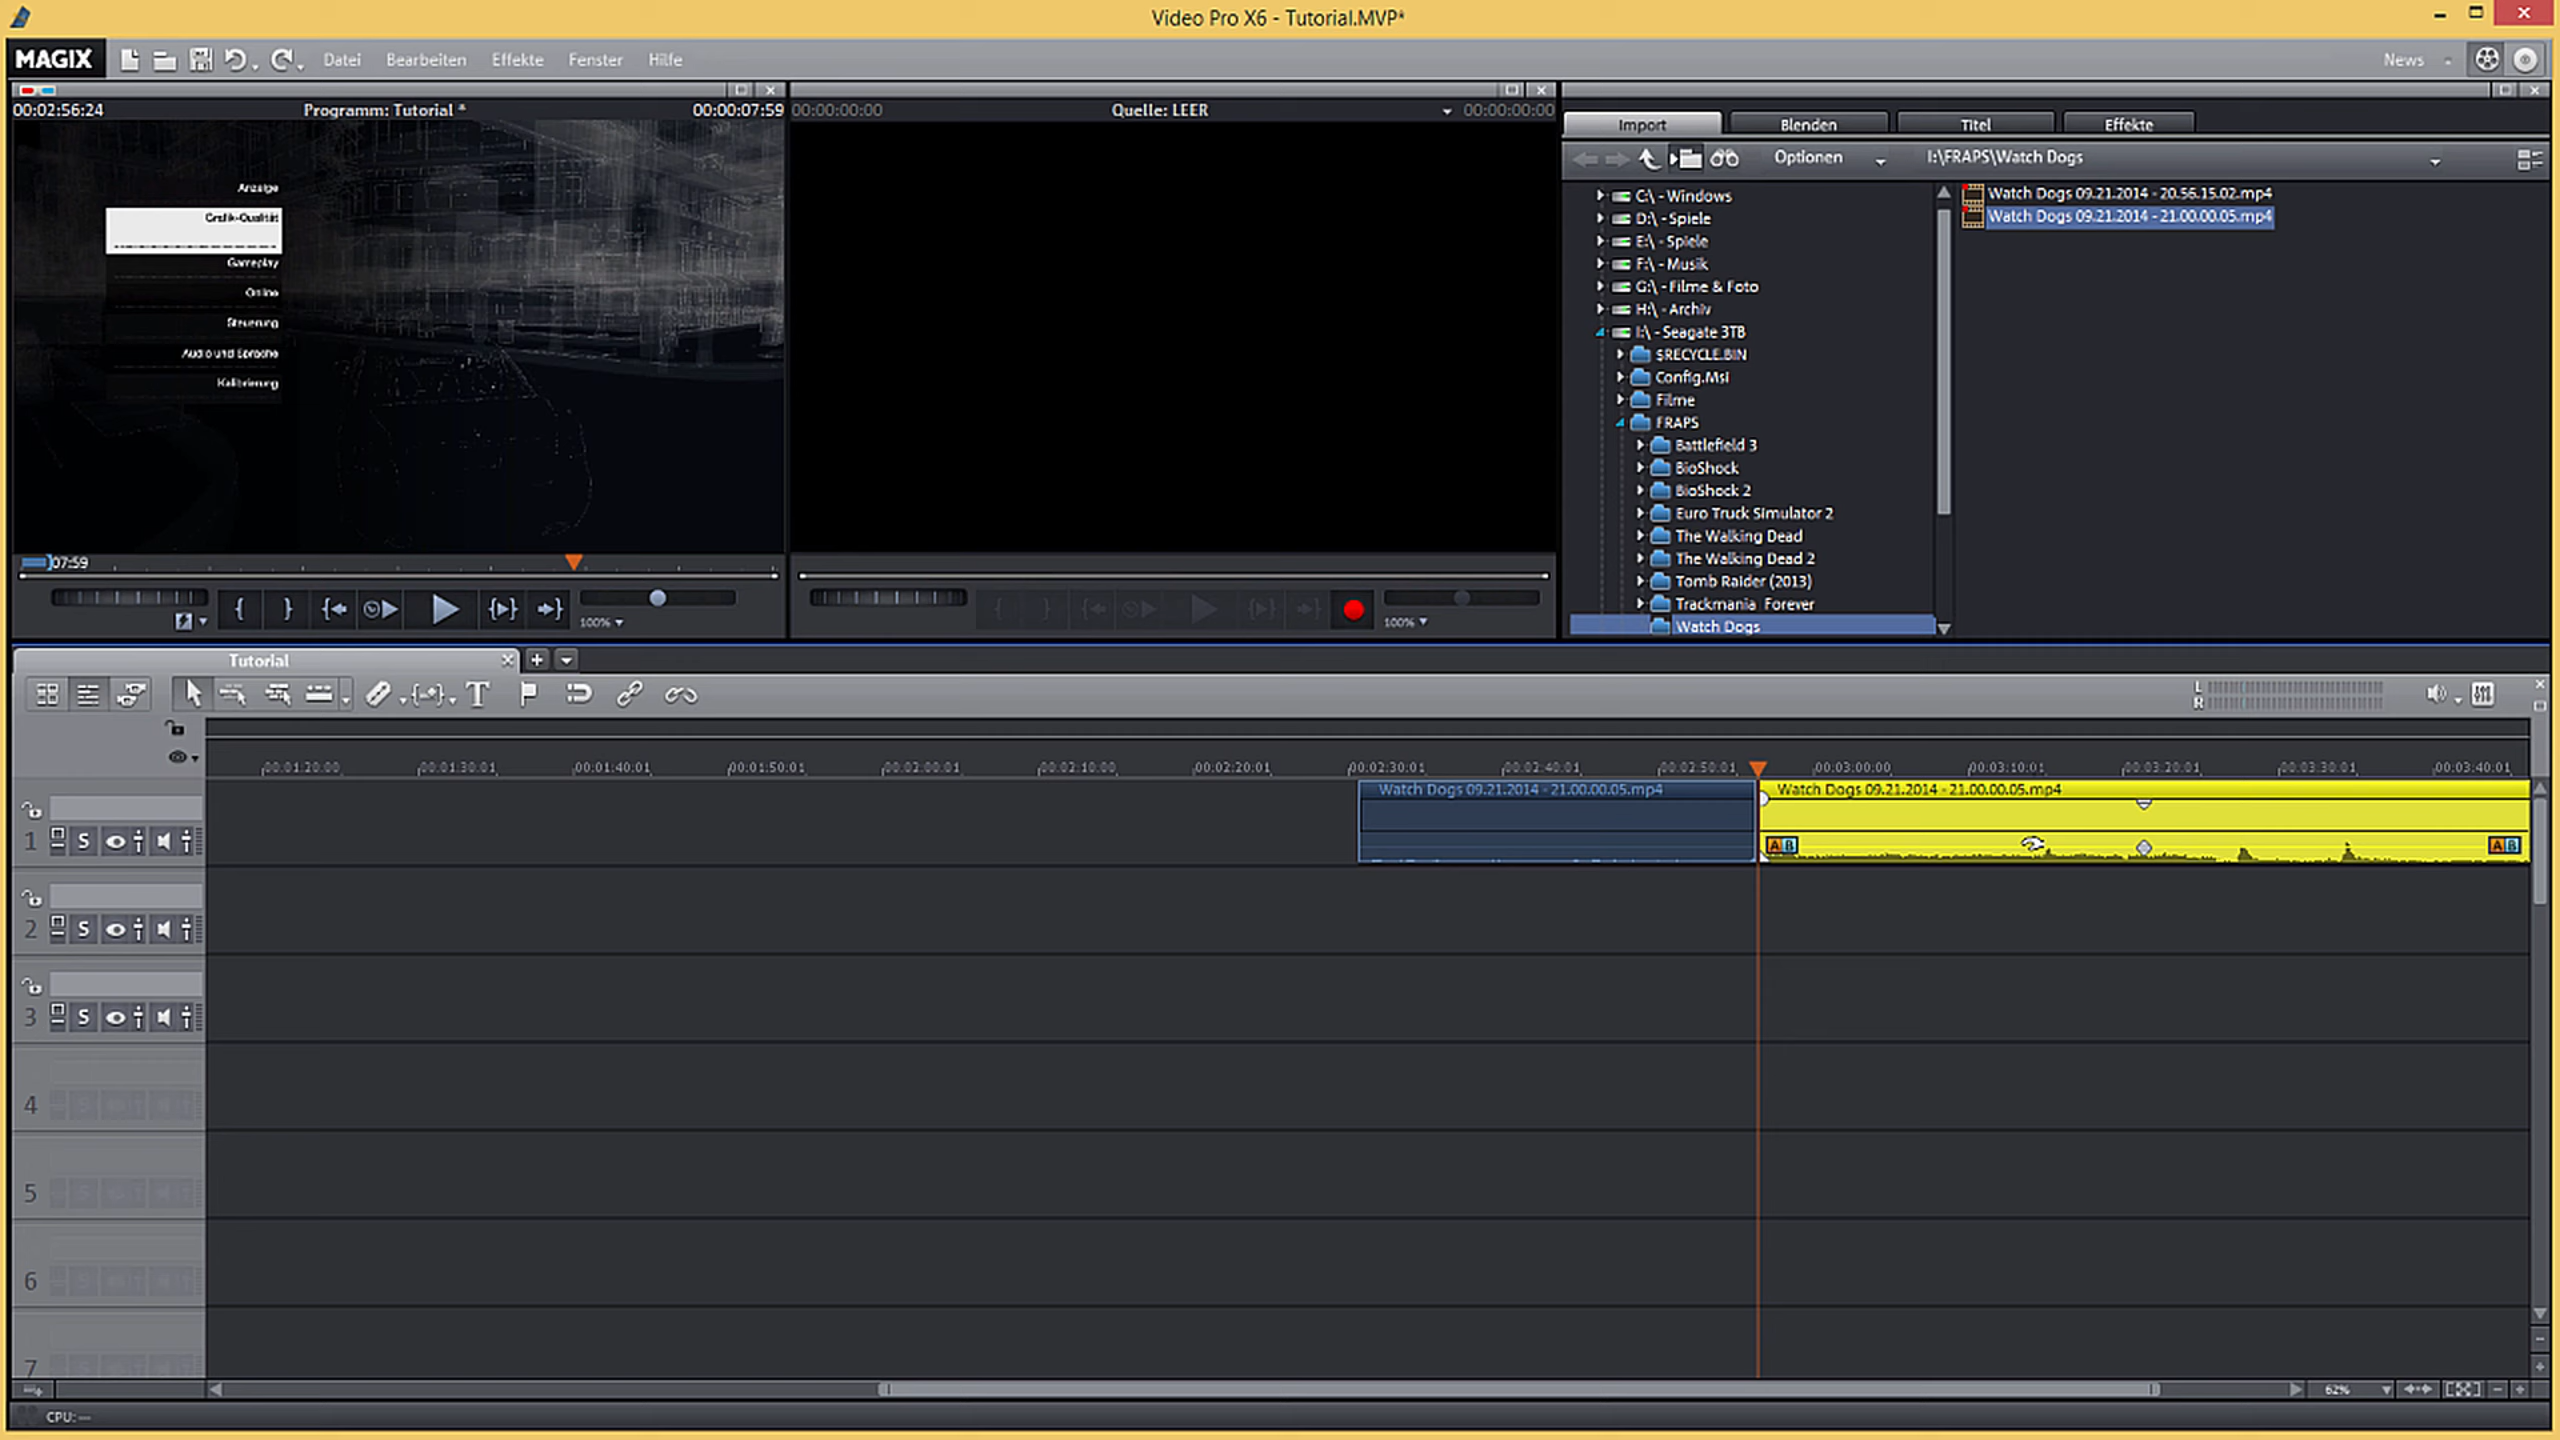 Video Pro X6 - Tutorial.MVP*
MAGIX Datei Bearbeiten Effekte Fenster Hilfe News
00:02:56:24 Programm: Tutorial * 00:00:07:59
00:00:00:00 Quelle: LEER 00:00:00:00
Import Blenden Titel Effekte
Optionen I:\FRAPS\Watch Dogs
Anzeige
Grafik-Qualität
Gameplay
Online
Steuerung
Audio und Sprache
Kalibrierung
C:\ - Windows
D:\ - Spiele
E:\ - Spiele
F:\ - Musik
G:\ - Filme & Foto
H:\ - Archiv
I:\ - Seagate 3TB
$RECYCLE.BIN
Config.Msi
Filme
FRAPS
Battlefield 3
BioShock
BioShock 2
Euro Truck Simulator 2
The Walking Dead
The Walking Dead 2
Tomb Raider (2013)
Trackmania Forever
Watch Dogs
Watch Dogs 09.21.2014 - 20.56.15.02.mp4
Watch Dogs 09.21.2014 - 21.00.00.05.mp4
07:59
100%
100%
Tutorial
L
R
00:01:20:00 00:01:30:01 00:01:40:01 00:01:50:01 00:02:00:01 00:02:10:00 00:02:20:01 00:02:30:01 00:02:40:01 00:02:50:01 00:03:00:00 00:03:10:01 00:03:20:01 00:03:30:01 00:03:40:01
Watch Dogs 09.21.2014 - 21.00.00.05.mp4 Watch Dogs 09.21.2014 - 21.00.00.05.mp4
1 S AB AB
2 S
3 S
4 S
5 S
6 S
7
62%
CPU: —